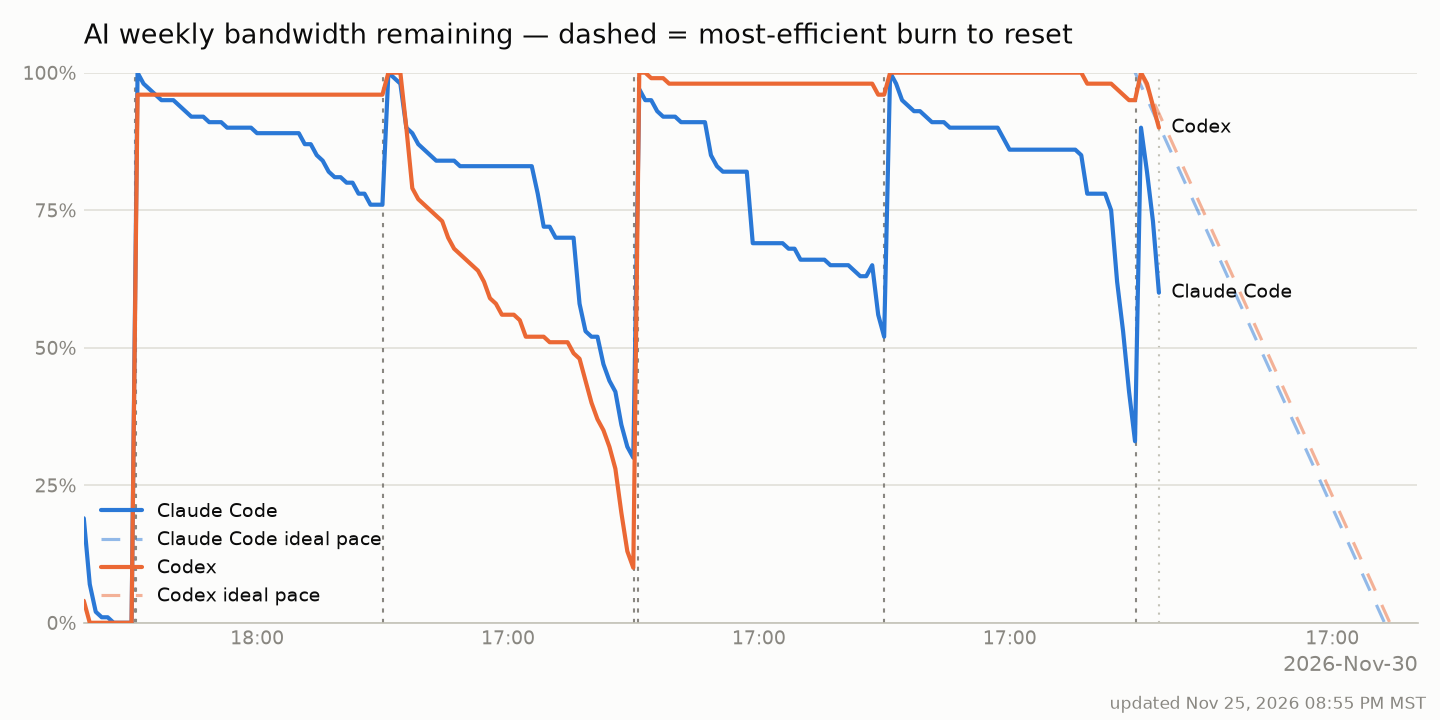 AI weekly bandwidth remaining — dashed = most-efficient burn to reset
100%
75%
50%
25%
0%
Codex
Claude Code
Claude Code
Claude Code ideal pace
Codex
Codex ideal pace
18:00 17:00 17:00 17:00 17:00
2026-Nov-30
updated Nov 25, 2026 08:55 PM MST